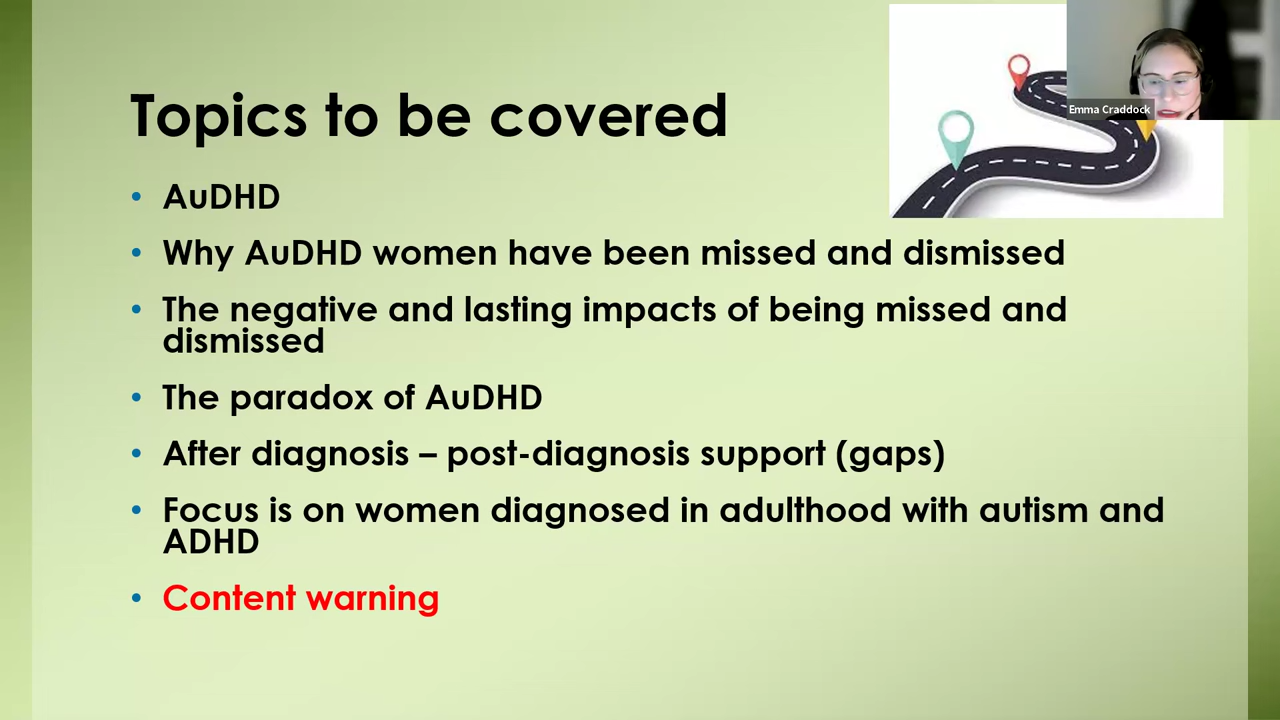 Topics to be covered
Emma Craddock
• AuDHD
• Why AuDHD women have been missed and dismissed
• The negative and lasting impacts of being missed and
dismissed
• The paradox of AuDHD
• After diagnosis – post-diagnosis support (gaps)
• Focus is on women diagnosed in adulthood with autism and
ADHD
• Content warning